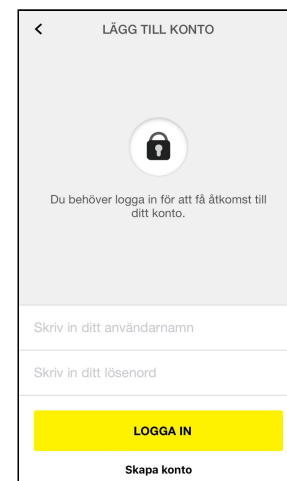 LÄGG TILL KONTO
Du behöver logga in för att få åtkomst till
ditt konto.
Skriv in ditt användarnamn
Skriv in ditt lösenord
LOGGA IN
Skapa konto